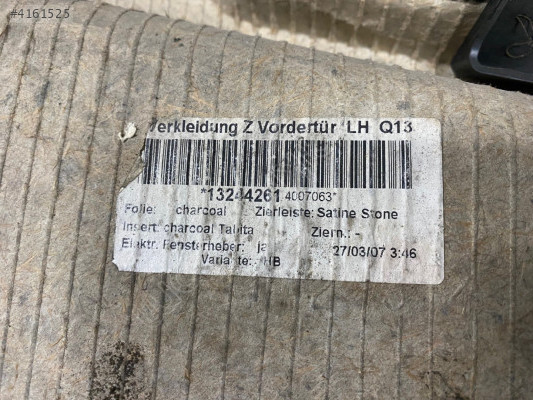 #4161525
Verkleidung Z Vordertür LH Q13
*13244261 4007063*
Folie: charcoal Zierleiste: Satine Stone
Insert: charcoal Tabita Ziern.: -
Elektr. Fensterheber: ja 27/03/07 3:46
Variante: HB